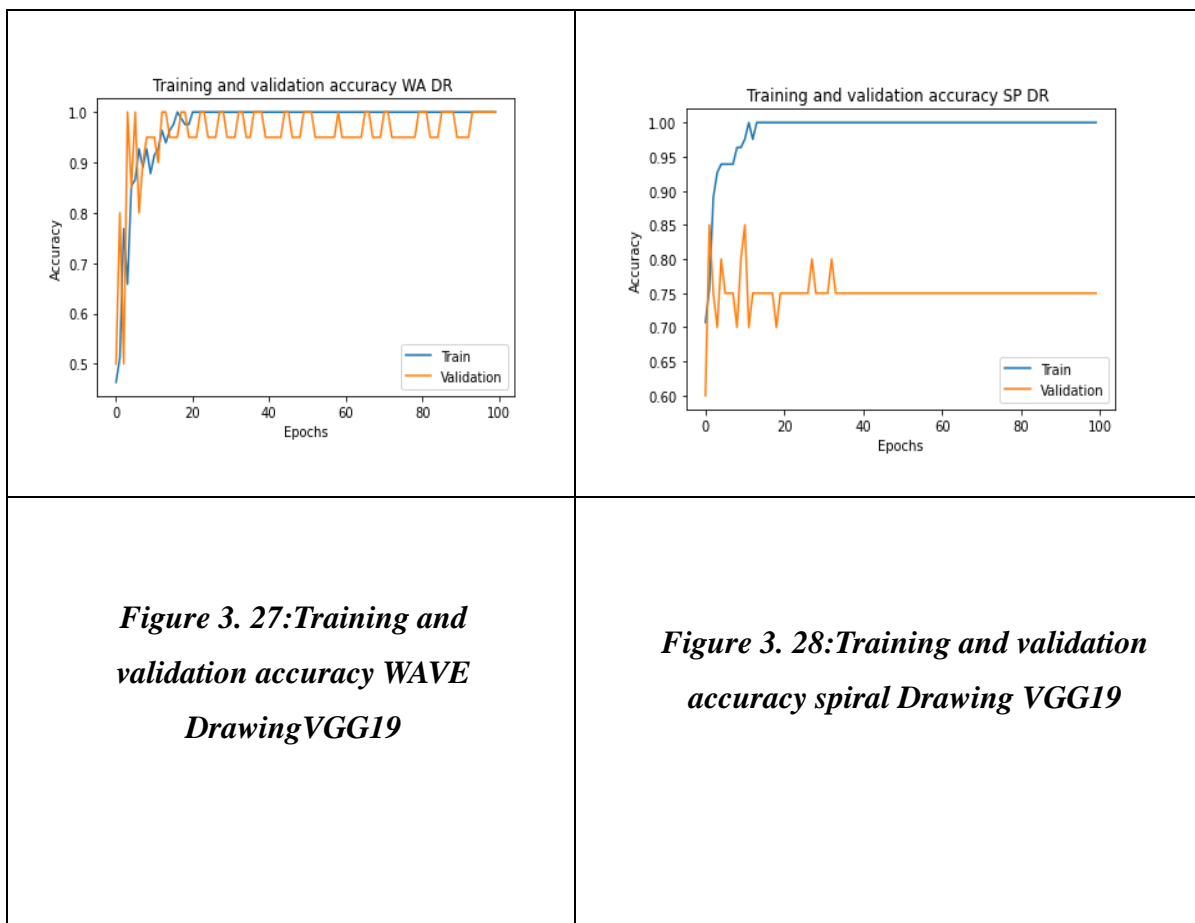 Training and validation accuracy WA DR
1.0
0.9
0.8
0.7
0.6
0.5
Accuracy
Train
Validation
0 20 40 60 80 100
Epochs
Training and validation accuracy SP DR
1.00
0.95
0.90
0.85
0.80
0.75
0.70
0.65
0.60
Accuracy
Train
Validation
0 20 40 60 80 100
Epochs
Figure 3. 27:Training and
validation accuracy WAVE
DrawingVGG19
Figure 3. 28:Training and validation
accuracy spiral Drawing VGG19